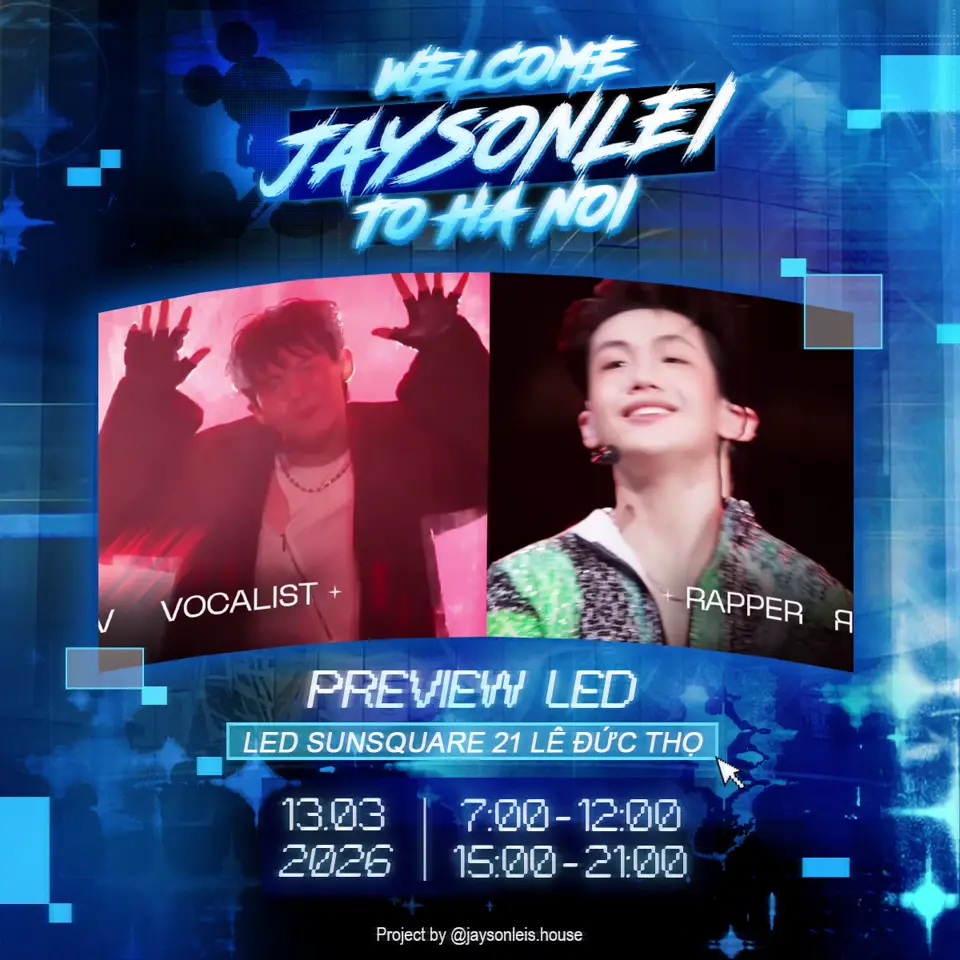 WELCOME
JAYSONLEI
TO HA NOI
V VOCALIST
RAPPER R
PREVIEW LED
LED SUNSQUARE 21 LÊ ĐỨC THỌ
13.03
2026
7:00-12:00
15:00-21:00
Project by @jaysonleis.house